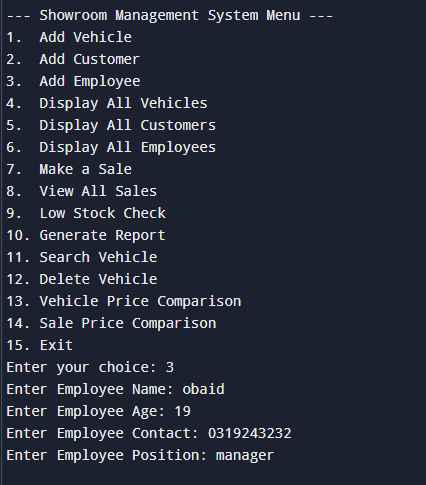 --- Showroom Management System Menu ---
1.  Add Vehicle
2.  Add Customer
3.  Add Employee
4.  Display All Vehicles
5.  Display All Customers
6.  Display All Employees
7.  Make a Sale
8.  View All Sales
9.  Low Stock Check
10. Generate Report
11. Search Vehicle
12. Delete Vehicle
13. Vehicle Price Comparison
14. Sale Price Comparison
15. Exit
Enter your choice: 3
Enter Employee Name: obaid
Enter Employee Age: 19
Enter Employee Contact: 0319243232
Enter Employee Position: manager